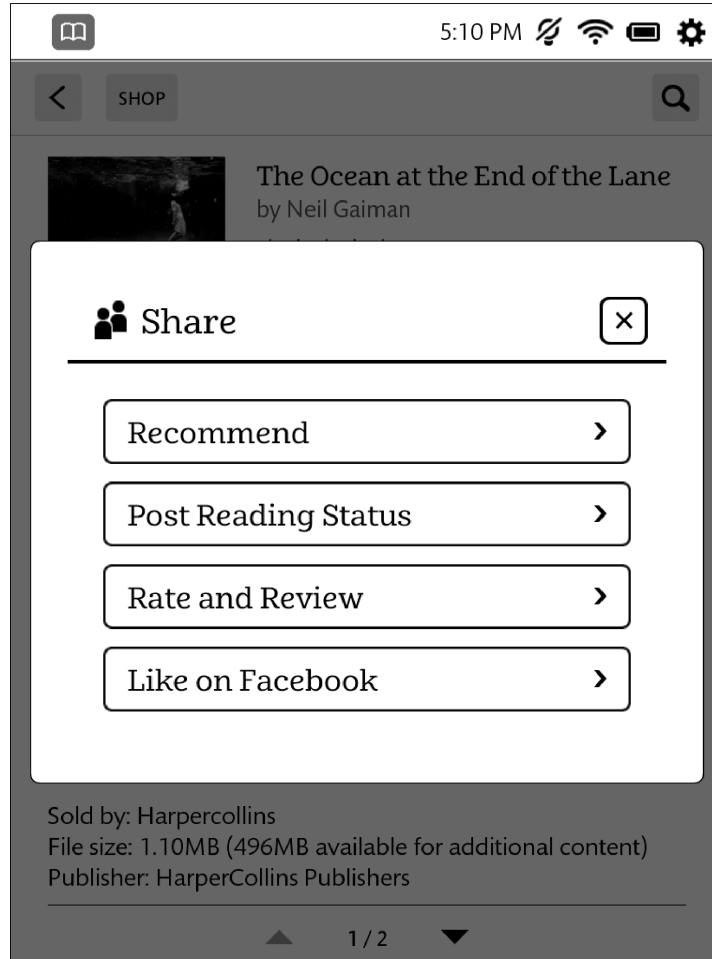 5:10 PM
SHOP
The Ocean at the End of the Lane
by Neil Gaiman
Share
Recommend
Post Reading Status
Rate and Review
Like on Facebook
Sold by: Harpercollins
File size: 1.10MB (496MB available for additional content)
Publisher: HarperCollins Publishers
1 / 2